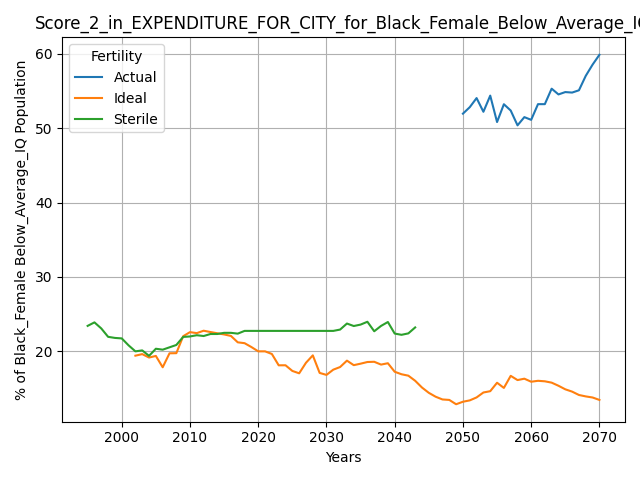 Score_2_in_EXPENDITURE_FOR_CITY_for_Black_Female_Below_Average_IQ
Fertility
Actual
Ideal
Sterile
% of Black_Female Below_Average_IQ Population
60
50
40
30
20
2000 2010 2020 2030 2040 2050 2060 2070
Years